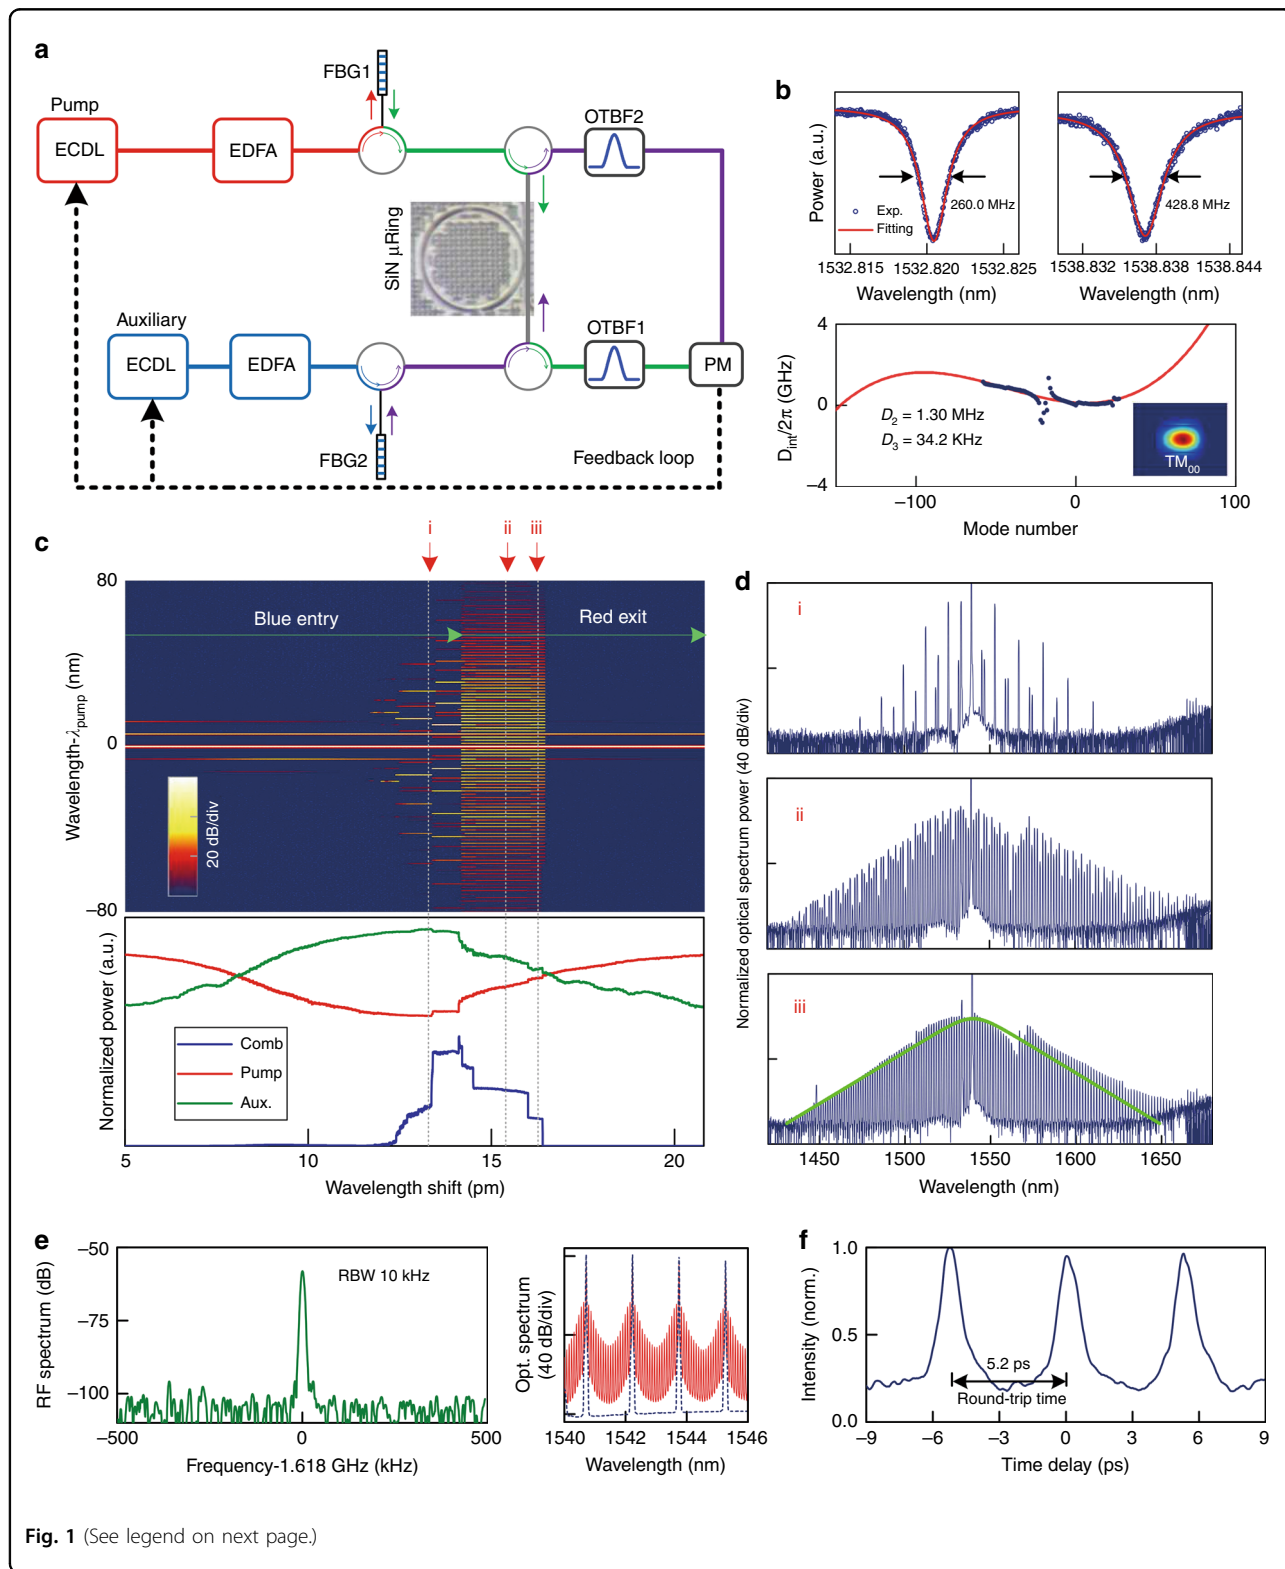 a
FBG1
Pump
ECDL
EDFA
OTBF2
SiN μRing
Auxiliary
ECDL
EDFA
OTBF1
PM
FBG2
Feedback loop
b
Power (a.u.)
Exp.
Fitting
260.0 MHz
428.8 MHz
1532.815
1532.820
1532.825
1538.832
1538.838
1538.844
Wavelength (nm)
Wavelength (nm)
4
0
−4
D_int/2π (GHz)
D_2 = 1.30 MHz
D_3 = 34.2 KHz
TM_00
−100
0
100
Mode number
c
i
ii
iii
80
0
−80
Wavelength-λ_pump (nm)
Blue entry
Red exit
20 dB/div
Normalized power (a.u.)
Comb
Pump
Aux.
5
10
15
20
Wavelength shift (pm)
d
i
ii
iii
Normalized optical spectrum power (40 dB/div)
1450
1500
1550
1600
1650
Wavelength (nm)
e
−50
−75
−100
RF spectrum (dB)
RBW 10 kHz
−500
0
500
Frequency-1.618 GHz (kHz)
Opt. spectrum
(40 dB/div)
1540
1542
1544
1546
Wavelength (nm)
f
1.0
0.5
0.0
Intensity (norm.)
5.2 ps
Round-trip time
−9
−6
−3
0
3
6
9
Time delay (ps)
Fig. 1 (See legend on next page.)